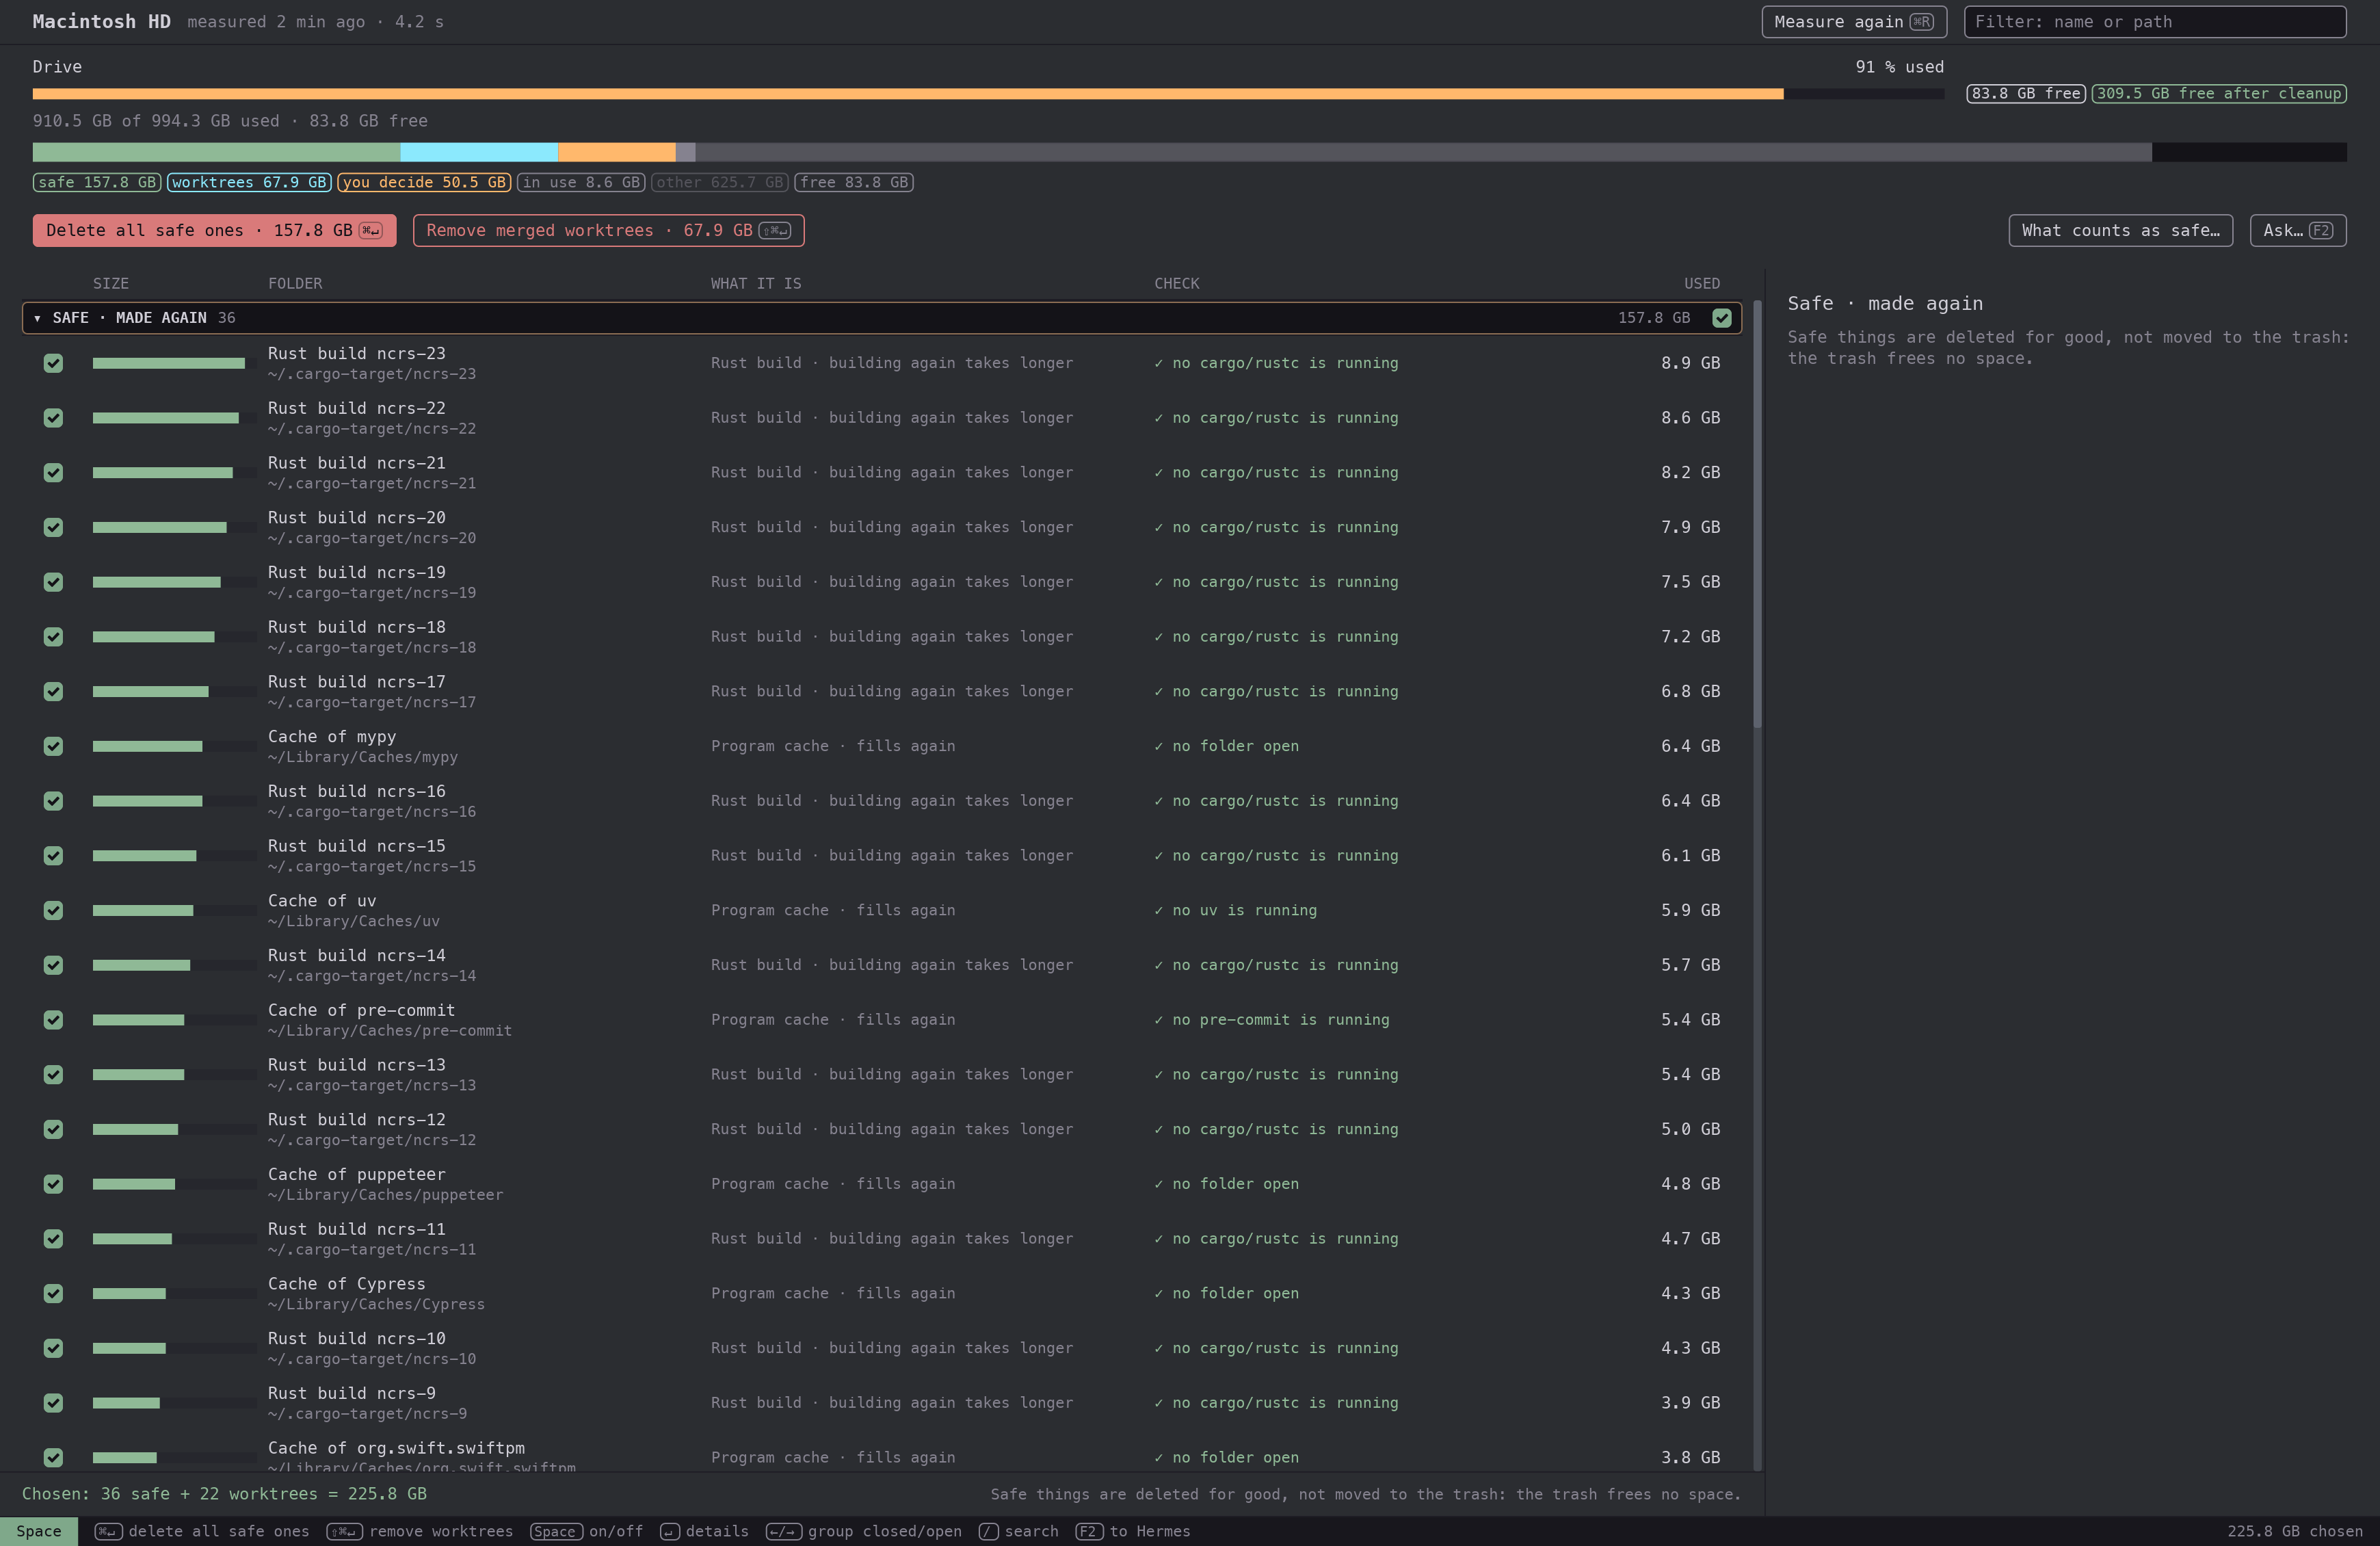 Macintosh HD measured 2 min ago · 4.2 s Measure again ⌘R Filter: name or path
Drive 91 % used
83.8 GB free 309.5 GB free after cleanup
910.5 GB of 994.3 GB used · 83.8 GB free
safe 157.8 GB worktrees 67.9 GB you decide 50.5 GB in use 8.6 GB other 625.7 GB free 83.8 GB
Delete all safe ones · 157.8 GB ⌘↵ Remove merged worktrees · 67.9 GB ⇧⌘↵ What counts as safe… Ask… F2
SIZE FOLDER WHAT IT IS CHECK USED
▾ SAFE · MADE AGAIN 36 157.8 GB
Rust build ncrs-23
~/.cargo-target/ncrs-23
Rust build · building again takes longer ✓ no cargo/rustc is running 8.9 GB
Rust build ncrs-22
~/.cargo-target/ncrs-22
Rust build · building again takes longer ✓ no cargo/rustc is running 8.6 GB
Rust build ncrs-21
~/.cargo-target/ncrs-21
Rust build · building again takes longer ✓ no cargo/rustc is running 8.2 GB
Rust build ncrs-20
~/.cargo-target/ncrs-20
Rust build · building again takes longer ✓ no cargo/rustc is running 7.9 GB
Rust build ncrs-19
~/.cargo-target/ncrs-19
Rust build · building again takes longer ✓ no cargo/rustc is running 7.5 GB
Rust build ncrs-18
~/.cargo-target/ncrs-18
Rust build · building again takes longer ✓ no cargo/rustc is running 7.2 GB
Rust build ncrs-17
~/.cargo-target/ncrs-17
Rust build · building again takes longer ✓ no cargo/rustc is running 6.8 GB
Cache of mypy
~/Library/Caches/mypy
Program cache · fills again ✓ no folder open 6.4 GB
Rust build ncrs-16
~/.cargo-target/ncrs-16
Rust build · building again takes longer ✓ no cargo/rustc is running 6.4 GB
Rust build ncrs-15
~/.cargo-target/ncrs-15
Rust build · building again takes longer ✓ no cargo/rustc is running 6.1 GB
Cache of uv
~/Library/Caches/uv
Program cache · fills again ✓ no uv is running 5.9 GB
Rust build ncrs-14
~/.cargo-target/ncrs-14
Rust build · building again takes longer ✓ no cargo/rustc is running 5.7 GB
Cache of pre-commit
~/Library/Caches/pre-commit
Program cache · fills again ✓ no pre-commit is running 5.4 GB
Rust build ncrs-13
~/.cargo-target/ncrs-13
Rust build · building again takes longer ✓ no cargo/rustc is running 5.4 GB
Rust build ncrs-12
~/.cargo-target/ncrs-12
Rust build · building again takes longer ✓ no cargo/rustc is running 5.0 GB
Cache of puppeteer
~/Library/Caches/puppeteer
Program cache · fills again ✓ no folder open 4.8 GB
Rust build ncrs-11
~/.cargo-target/ncrs-11
Rust build · building again takes longer ✓ no cargo/rustc is running 4.7 GB
Cache of Cypress
~/Library/Caches/Cypress
Program cache · fills again ✓ no folder open 4.3 GB
Rust build ncrs-10
~/.cargo-target/ncrs-10
Rust build · building again takes longer ✓ no cargo/rustc is running 4.3 GB
Rust build ncrs-9
~/.cargo-target/ncrs-9
Rust build · building again takes longer ✓ no cargo/rustc is running 3.9 GB
Cache of org.swift.swiftpm
~/Library/Caches/org.swift.swiftpm
Program cache · fills again ✓ no folder open 3.8 GB
Safe · made again
Safe things are deleted for good, not moved to the trash:
the trash frees no space.
Chosen: 36 safe + 22 worktrees = 225.8 GB Safe things are deleted for good, not moved to the trash: the trash frees no space.
Space ⌘↵ delete all safe ones ⇧⌘↵ remove worktrees Space on/off ↵ details ←/→ group closed/open / search F2 to Hermes 225.8 GB chosen